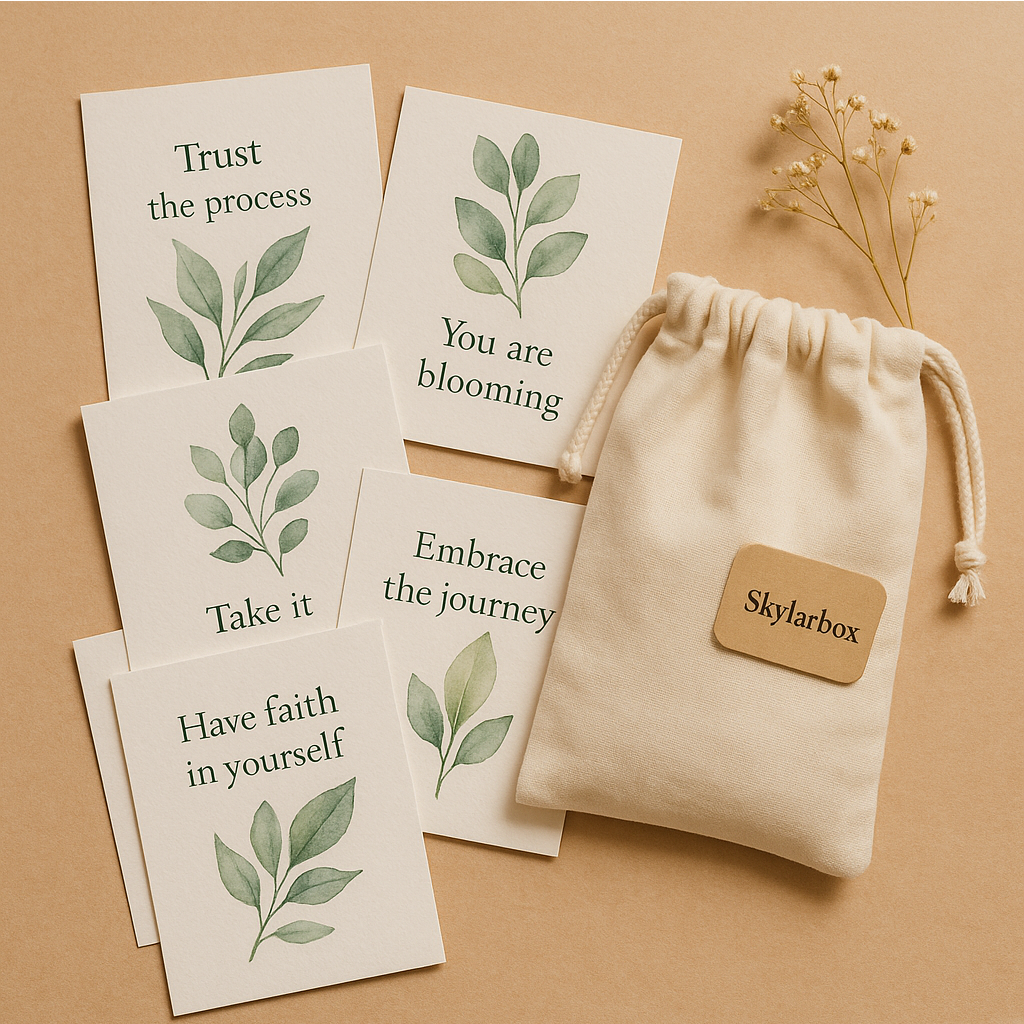 Trust
the process
You are
blooming
Take it
Embrace
the journey
Have faith
in yourself
Skylarbox